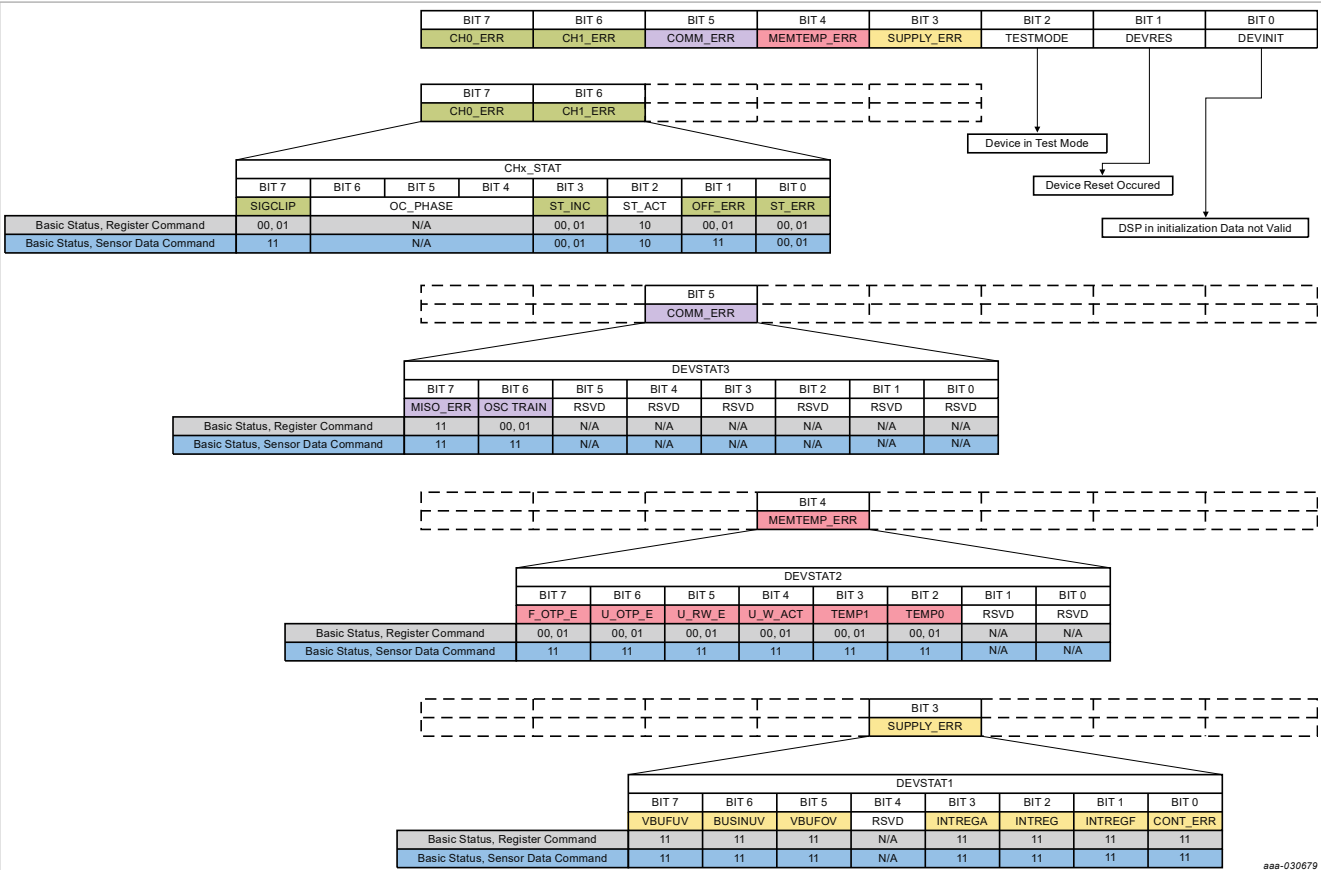 BIT 7 BIT 6 BIT 5 BIT 4 BIT 3 BIT 2 BIT 1 BIT 0
CH0_ERR CH1_ERR COMM_ERR MEMTEMP_ERR SUPPLY_ERR TESTMODE DEVRES DEVINIT
BIT 7 BIT 6
CH0_ERR CH1_ERR
Device in Test Mode
Device Reset Occured
DSP in initialization Data not Valid
CHx_STAT
BIT 7 BIT 6 BIT 5 BIT 4 BIT 3 BIT 2 BIT 1 BIT 0
SIGCLIP OC_PHASE ST_INC ST_ACT OFF_ERR ST_ERR
Basic Status, Register Command 00, 01 N/A 00, 01 10 00, 01 00, 01
Basic Status, Sensor Data Command 11 N/A 00, 01 10 11 00, 01
BIT 5
COMM_ERR
DEVSTAT3
BIT 7 BIT 6 BIT 5 BIT 4 BIT 3 BIT 2 BIT 1 BIT 0
MISO_ERR OSC TRAIN RSVD RSVD RSVD RSVD RSVD RSVD
Basic Status, Register Command 11 00, 01 N/A N/A N/A N/A N/A N/A
Basic Status, Sensor Data Command 11 11 N/A N/A N/A N/A N/A N/A
BIT 4
MEMTEMP_ERR
DEVSTAT2
BIT 7 BIT 6 BIT 5 BIT 4 BIT 3 BIT 2 BIT 1 BIT 0
F_OTP_E U_OTP_E U_RW_E U_W_ACT TEMP1 TEMP0 RSVD RSVD
Basic Status, Register Command 00, 01 00, 01 00, 01 00, 01 00, 01 00, 01 N/A N/A
Basic Status, Sensor Data Command 11 11 11 11 11 11 N/A N/A
BIT 3
SUPPLY_ERR
DEVSTAT1
BIT 7 BIT 6 BIT 5 BIT 4 BIT 3 BIT 2 BIT 1 BIT 0
VBUFUV BUSINUV VBUFOV RSVD INTREGA INTREG INTREGF CONT_ERR
Basic Status, Register Command 11 11 11 N/A 11 11 11 11
Basic Status, Sensor Data Command 11 11 11 N/A 11 11 11 11
aaa-030679